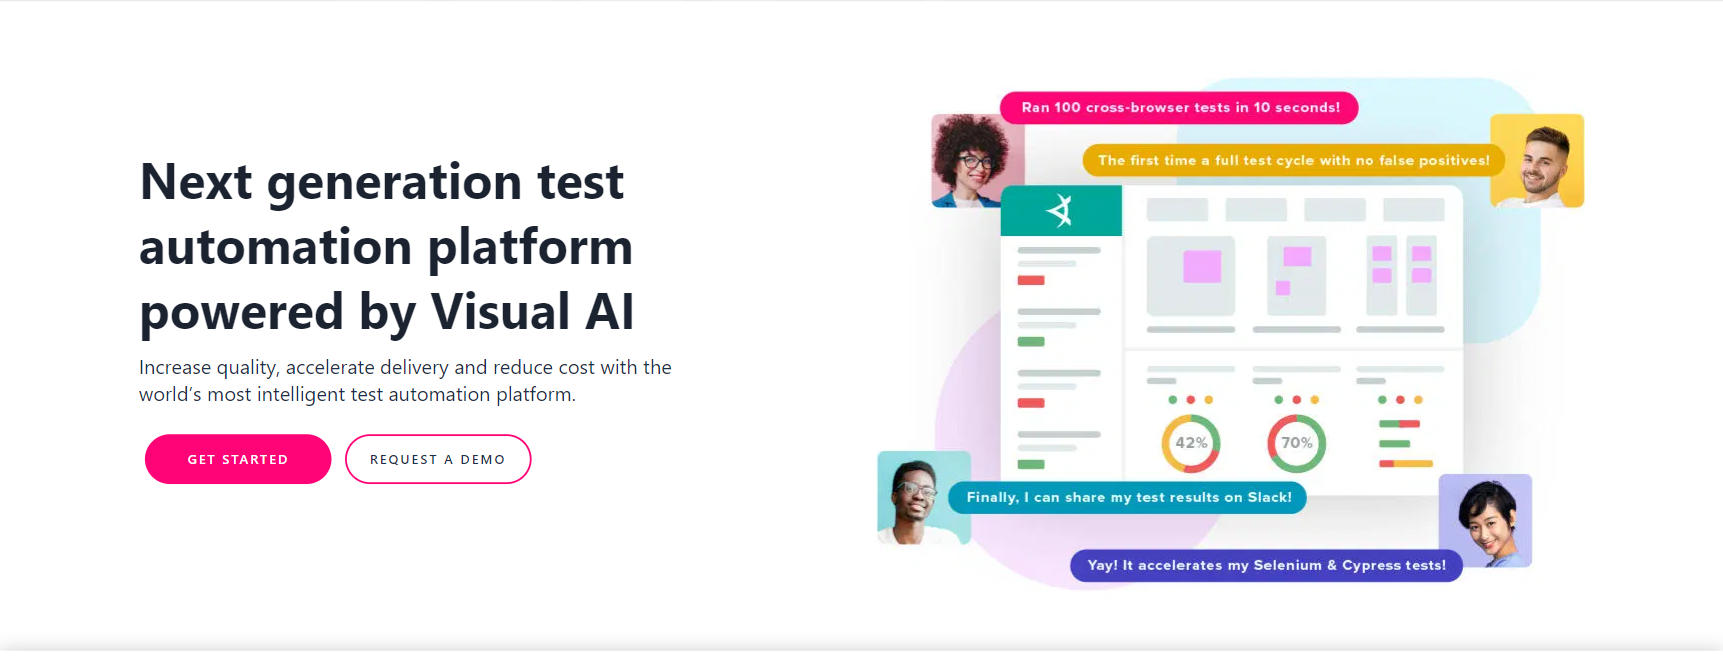 Next generation test
automation platform
powered by Visual AI
Increase quality, accelerate delivery and reduce cost with the
world’s most intelligent test automation platform.
GET STARTED
REQUEST A DEMO
Ran 100 cross-browser tests in 10 seconds!
The first time a full test cycle with no false positives!
42%
70%
Finally, I can share my test results on Slack!
Yay! It accelerates my Selenium & Cypress tests!